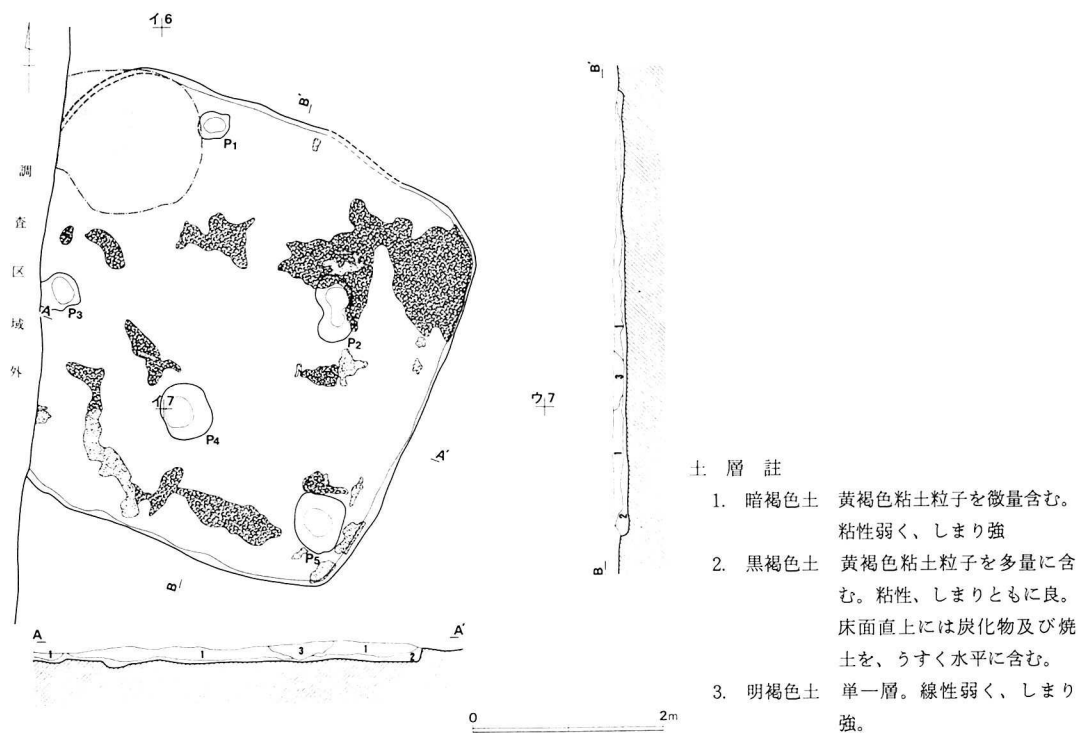 イ6
B′
P1
調査区域外
A
P3
P2
イ7
P4
ウ7
A′
P5
B
B′
1
3
1
2
B
A
A′
1
1
3
1
2
0
2m
土層註
1. 暗褐色土 黄褐色粘土粒子を微量含む。
粘性弱く、しまり強
2. 黒褐色土 黄褐色粘土粒子を多量に含
む。粘性、しまりともに良。
床面直上には炭化物及び焼
土を、うすく水平に含む。
3. 明褐色土 単一層。線性弱く、しまり
強。